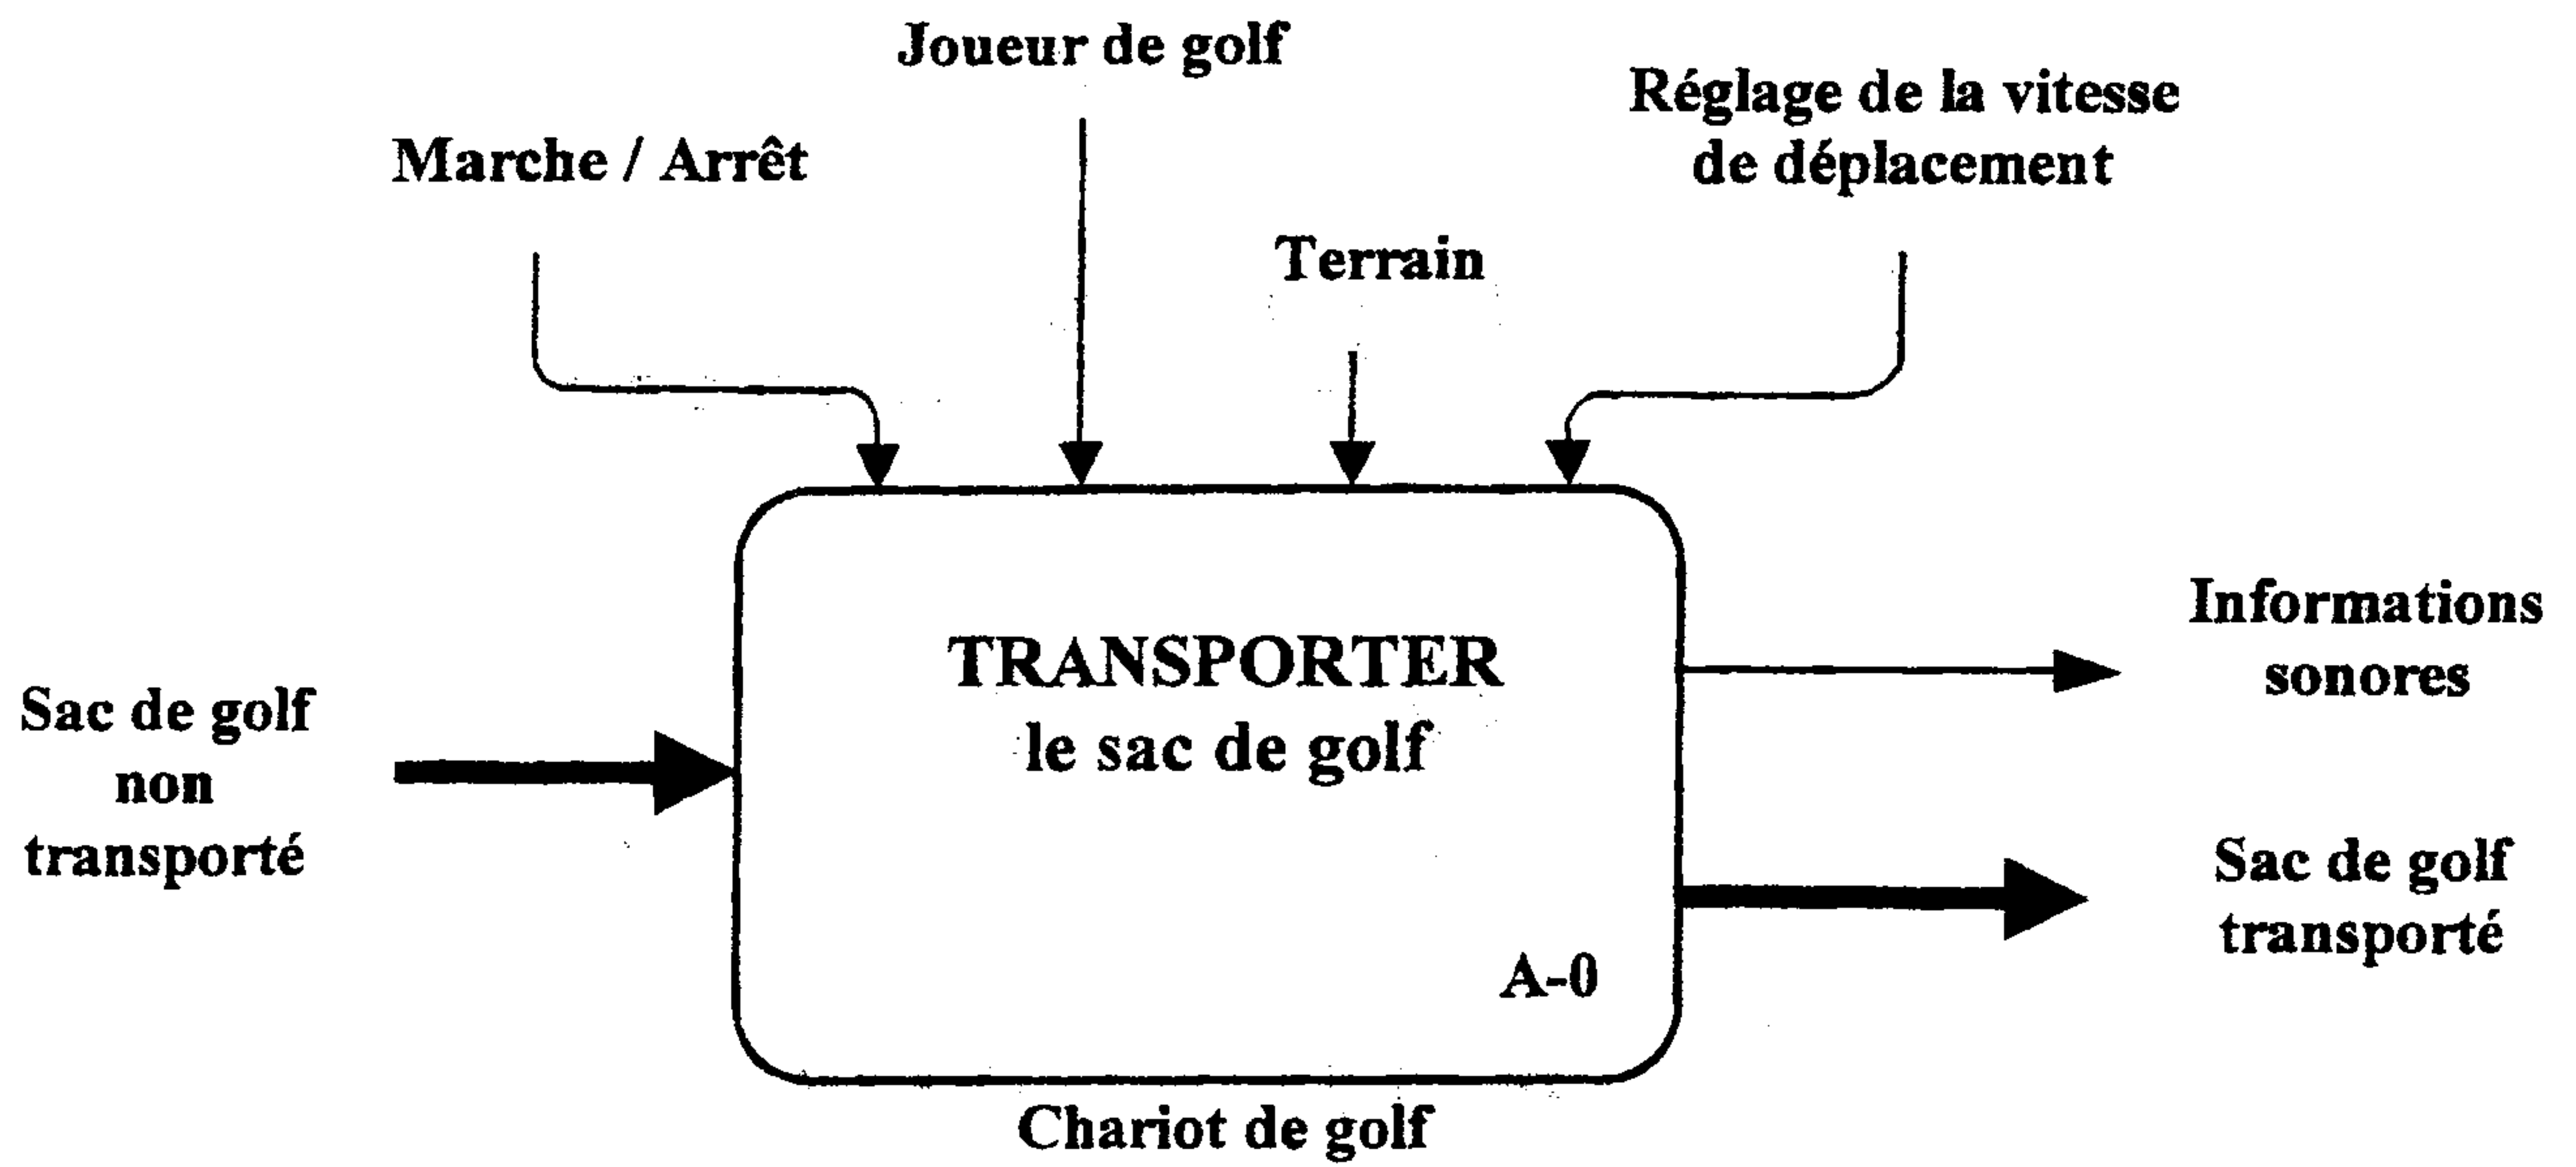 Joueur de golf
Marche / Arrêt
Réglage de la vitesse
de déplacement
Terrain
TRANSPORTER
le sac de golf
A-0
Sac de golf
non
transporté
Informations
sonores
Sac de golf
transporté
Chariot de golf